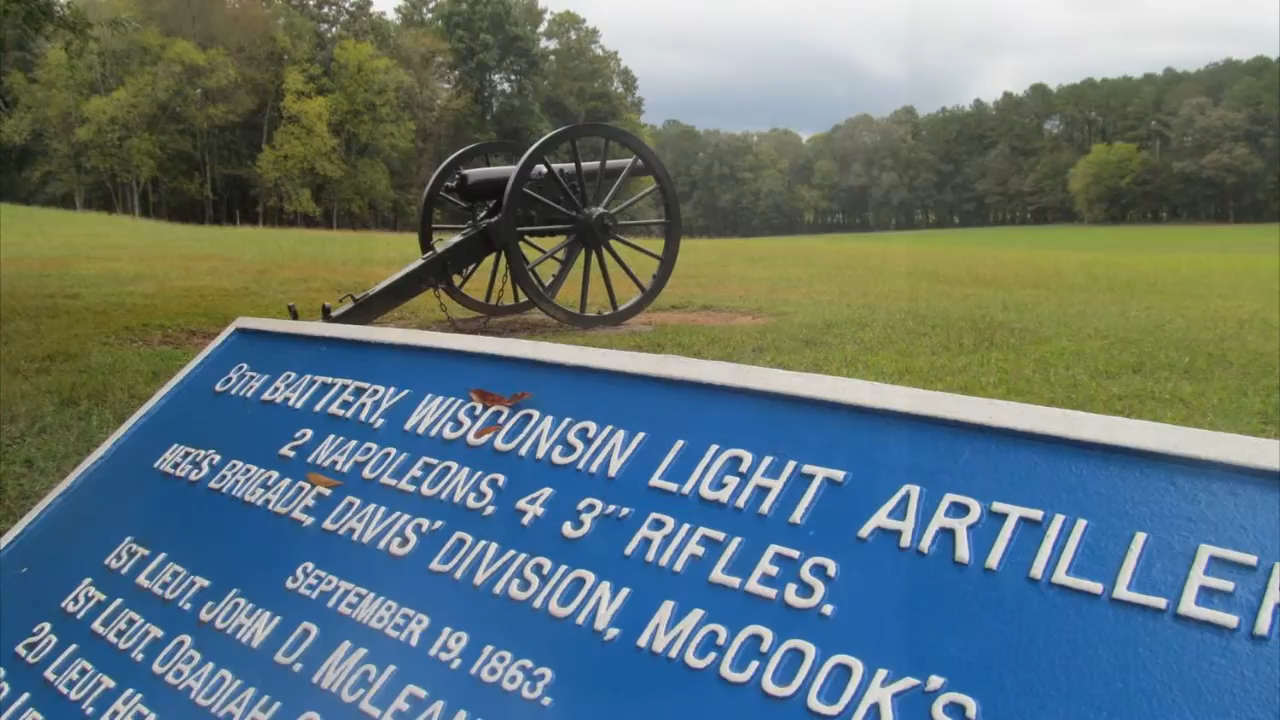 8TH BATTERY, WISCONSIN LIGHT ARTILLE
2 NAPOLEONS, 4 3" RIFLES.
HEG'S BRIGADE, DAVIS' DIVISION, McCOOK'S
SEPTEMBER 19, 1863.
1ST LIEUT. JOHN D. McLEAN
1ST LIEUT. OBADIAH
2D LIEUT.